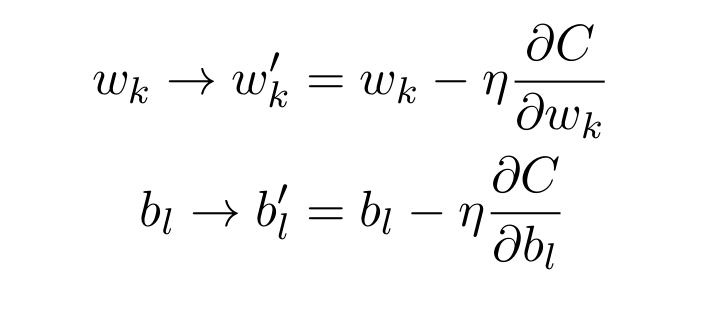 w_k → w′_k = w_k − η ∂C/∂w_k
b_l → b′_l = b_l − η ∂C/∂b_l